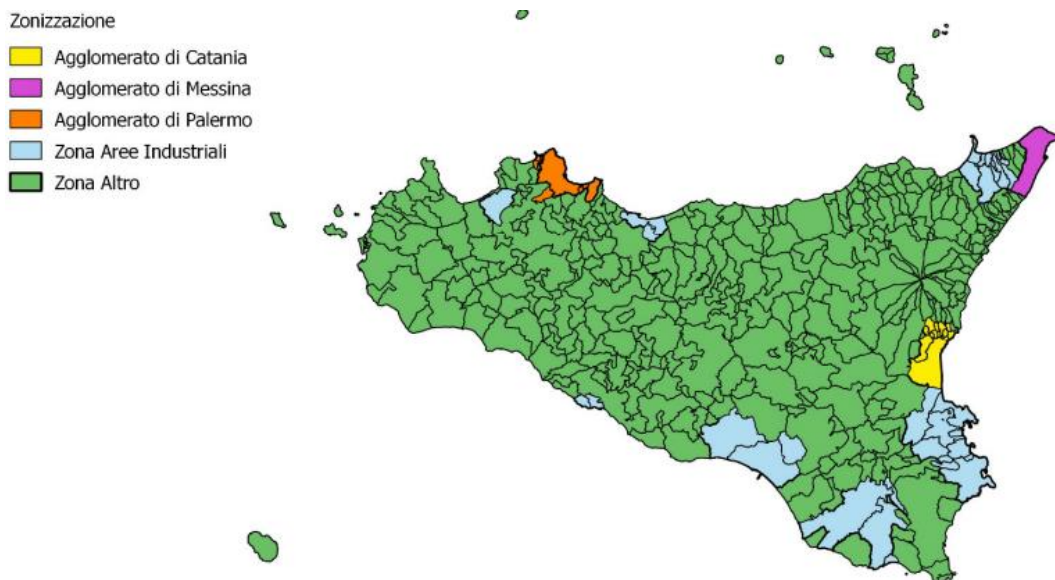 Zonizzazione
Agglomerato di Catania
Agglomerato di Messina
Agglomerato di Palermo
Zona Aree Industriali
Zona Altro